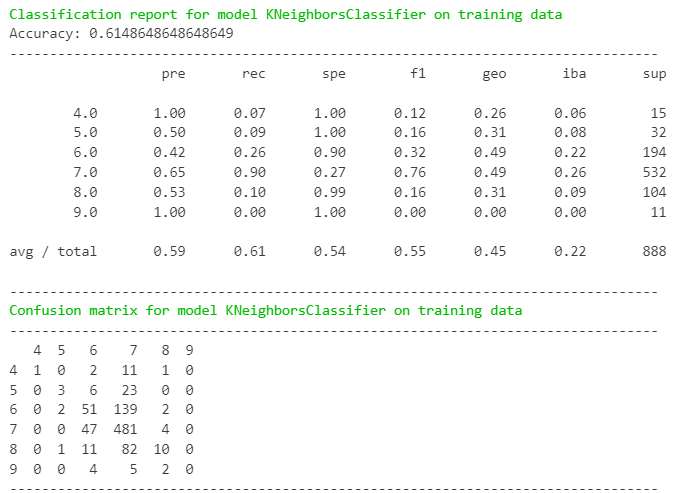 Classification report for model KNeighborsClassifier on training data
Accuracy: 0.6148648648648649
--------------------------------------------------------------------------------
pre rec spe f1 geo iba sup
4.0 1.00 0.07 1.00 0.12 0.26 0.06 15
5.0 0.50 0.09 1.00 0.16 0.31 0.08 32
6.0 0.42 0.26 0.90 0.32 0.49 0.22 194
7.0 0.65 0.90 0.27 0.76 0.49 0.26 532
8.0 0.53 0.10 0.99 0.16 0.31 0.09 104
9.0 1.00 0.00 1.00 0.00 0.00 0.00 11
avg / total 0.59 0.61 0.54 0.55 0.45 0.22 888
--------------------------------------------------------------------------------
Confusion matrix for model KNeighborsClassifier on training data
--------------------------------------------------------------------------------
4 5 6 7 8 9
4 1 0 2 11 1 0
5 0 3 6 23 0 0
6 0 2 51 139 2 0
7 0 0 47 481 4 0
8 0 1 11 82 10 0
9 0 0 4 5 2 0
--------------------------------------------------------------------------------